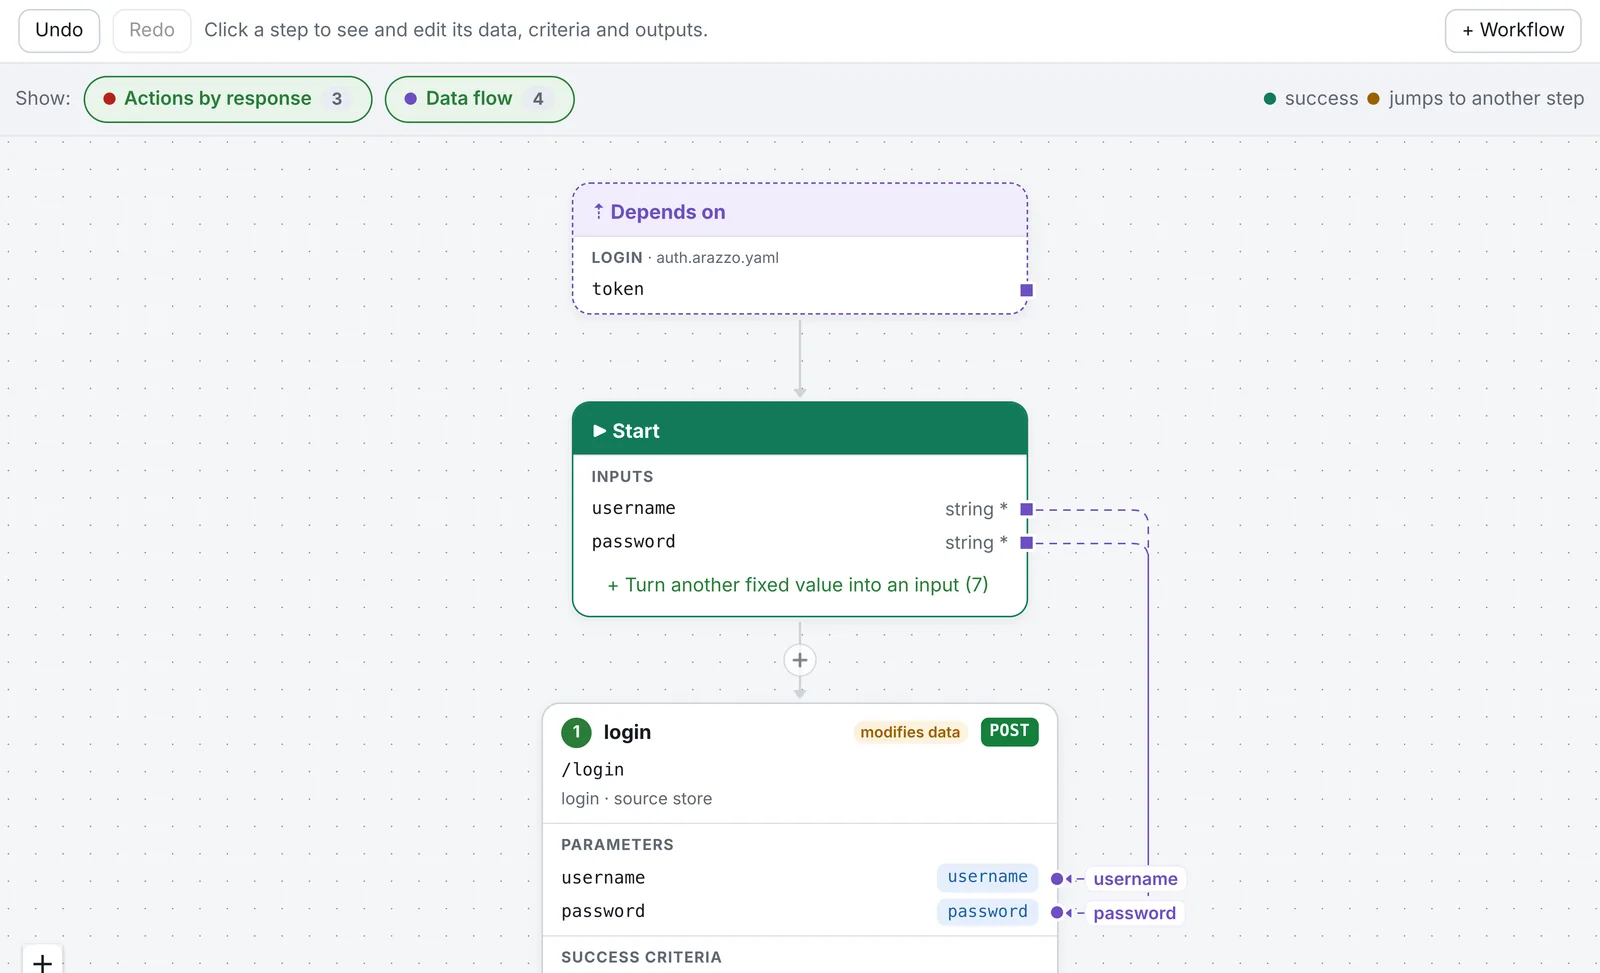 Undo Redo Click a step to see and edit its data, criteria and outputs. + Workflow
Show: Actions by response 3 Data flow 4 success jumps to another step
⇡ Depends on
LOGIN · auth.arazzo.yaml
token
▶ Start
INPUTS
username string *
password string *
+ Turn another fixed value into an input (7)
+
1 login modifies data POST
/login
login · source store
PARAMETERS
username username username
password password password
SUCCESS CRITERIA
+